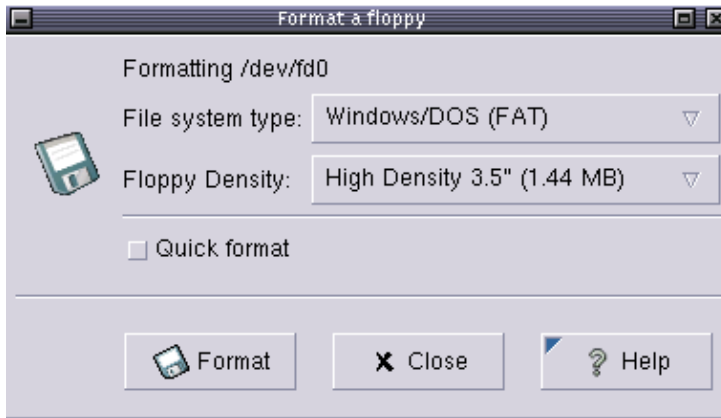 Format a floppy
Formatting /dev/fd0
File system type: Windows/DOS (FAT)
Floppy Density: High Density 3.5" (1.44 MB)
Quick format
Format Close Help